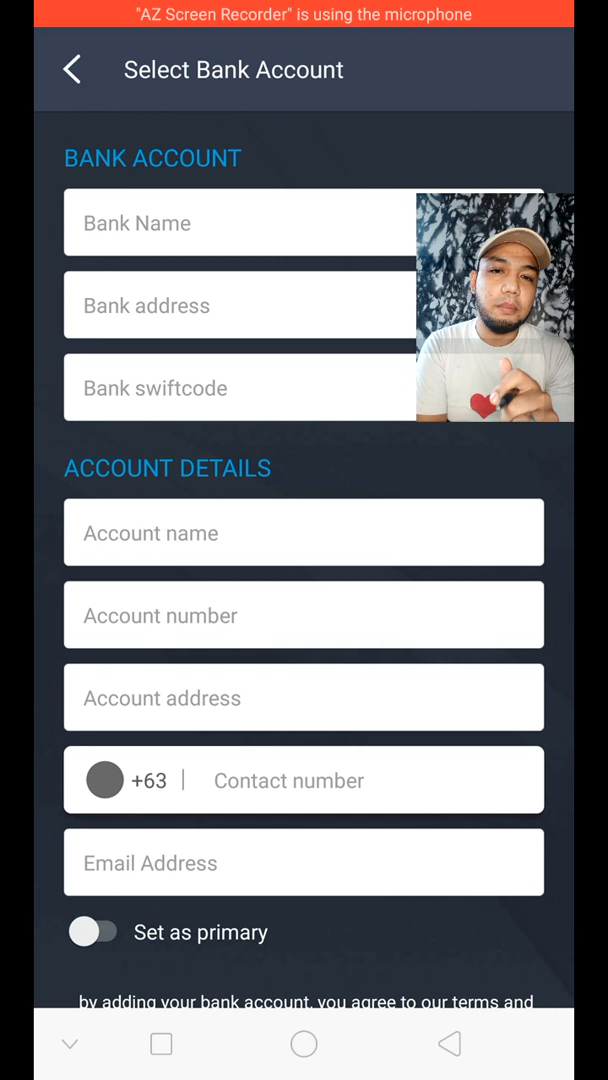 "AZ Screen Recorder" is using the microphone
Select Bank Account
BANK ACCOUNT
Bank Name
Bank address
Bank swiftcode
ACCOUNT DETAILS
Account name
Account number
Account address
+63 | Contact number
Email Address
Set as primary
by adding your bank account, you agree to our terms and